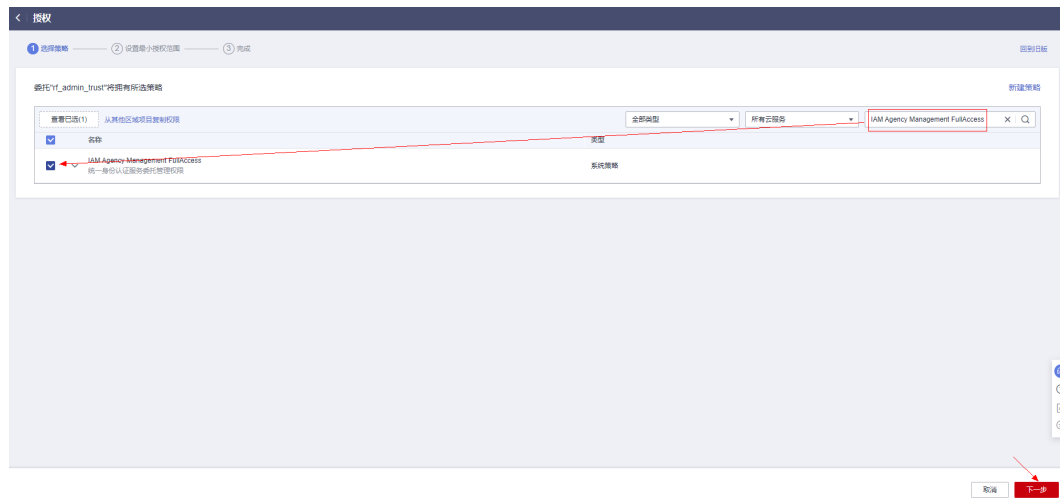 授权
1 选择策略 2 设置最小授权范围 3 完成 回到旧版
委托"rf_admin_trust"将拥有所选策略 新建策略
查看已选(1) 从其他区域项目复制权限 全部类型 所有云服务 IAM Agency Management FullAccess
名称 类型
IAM Agency Management FullAccess 系统策略
统一身份认证服务委托管理权限
取消 下一步